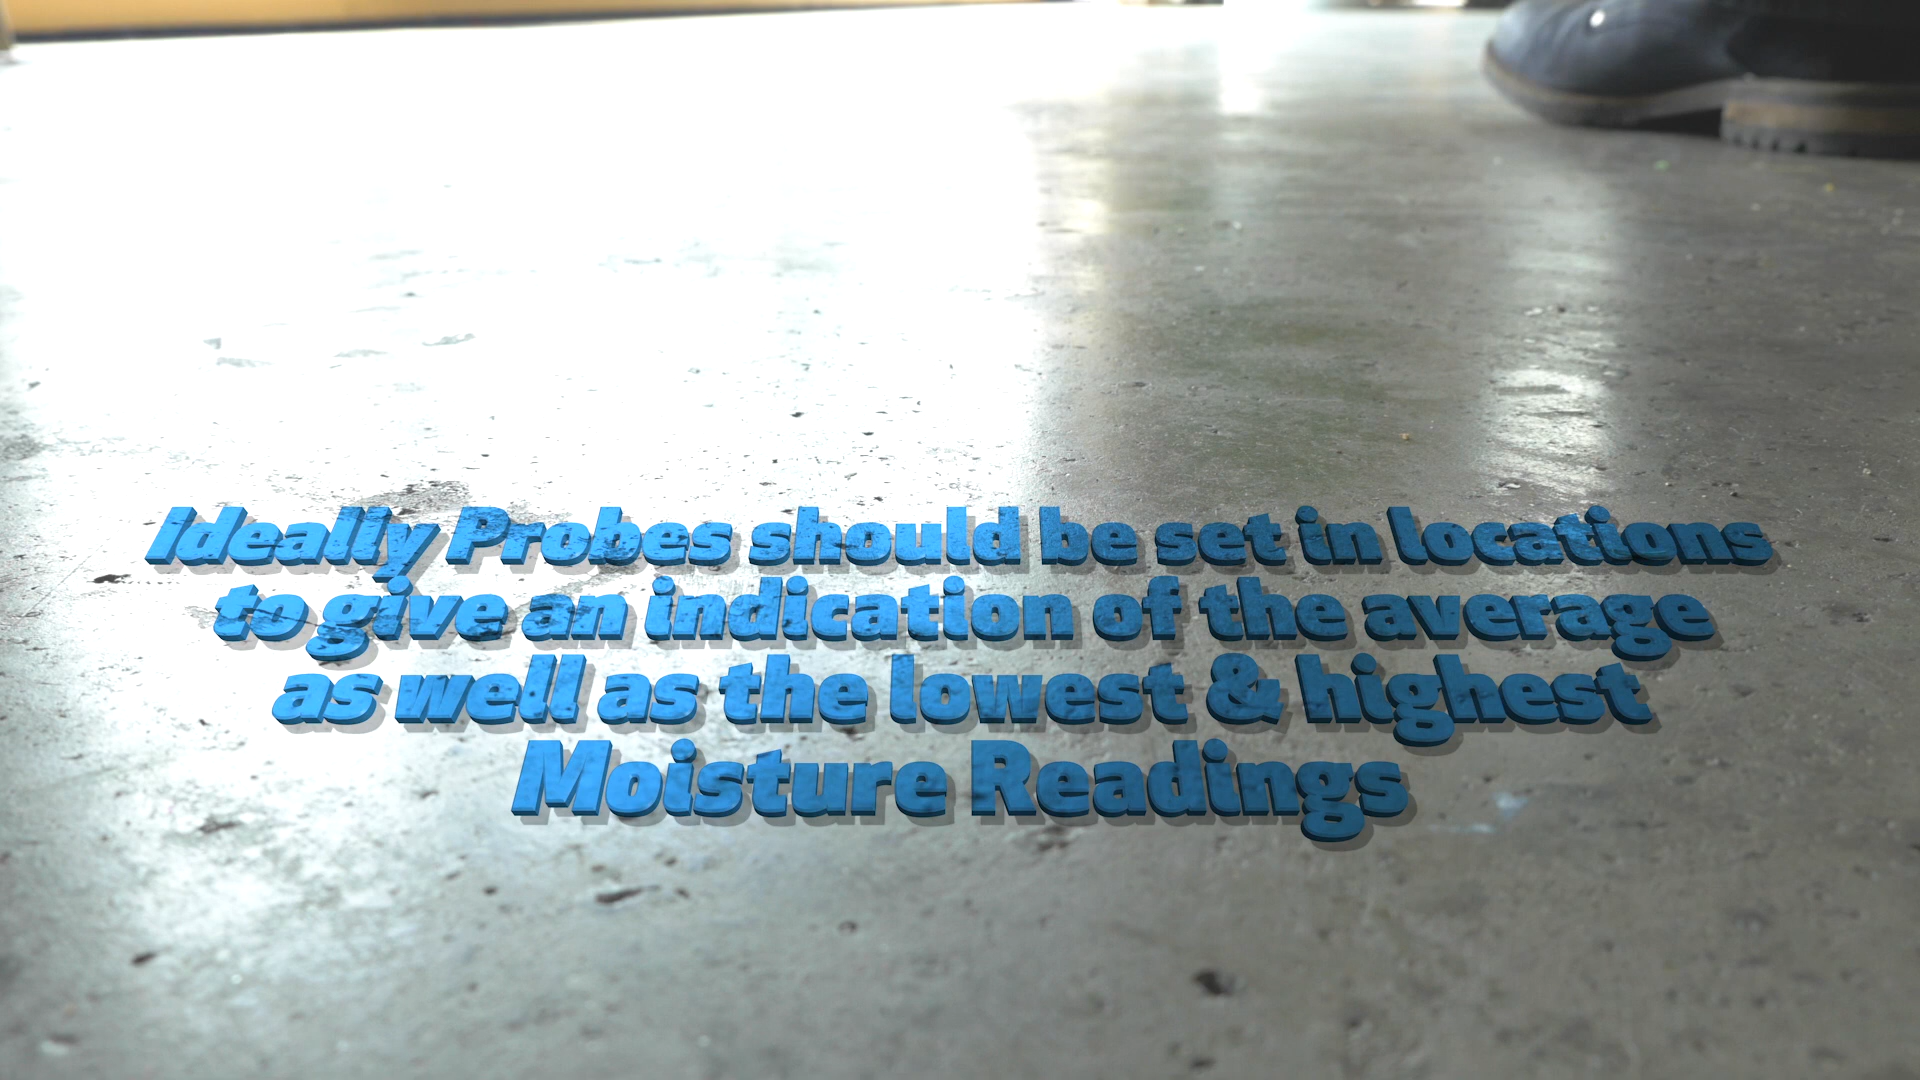 Ideally Probes should be set in locations
to give an indication of the average
as well as the lowest & highest
Moisture Readings